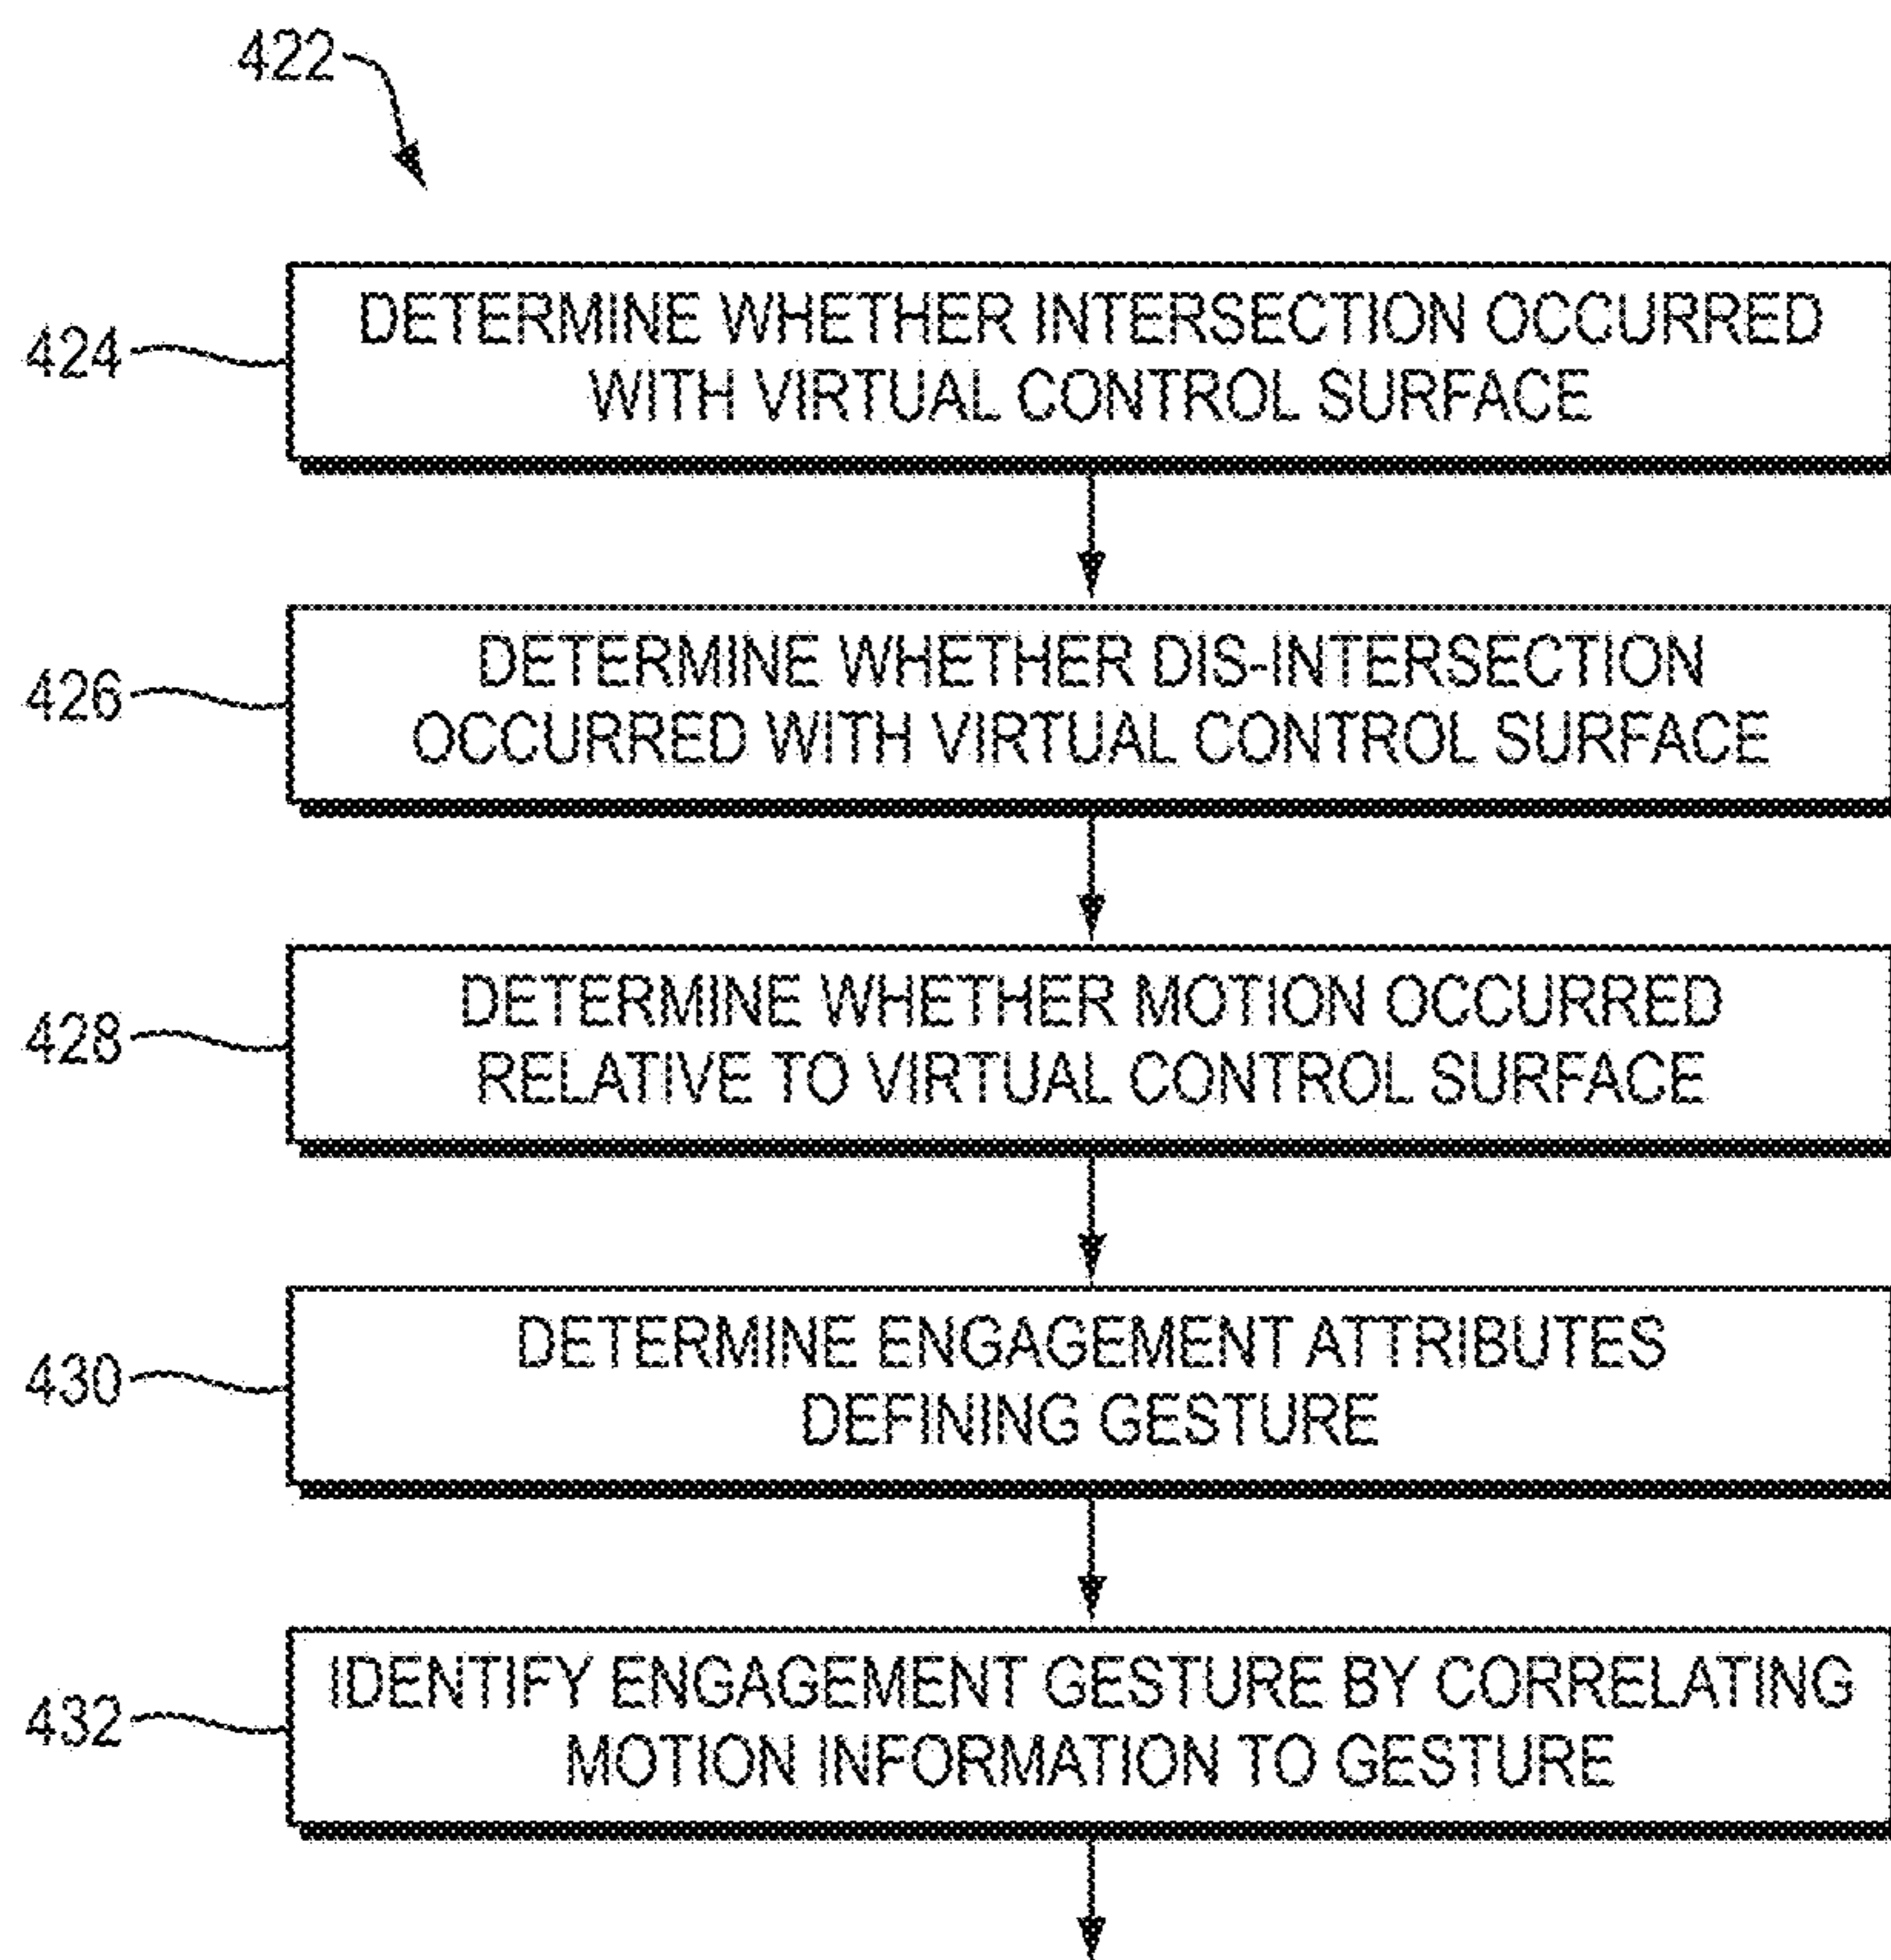 422
424
DETERMINE WHETHER INTERSECTION OCCURRED
WITH VIRTUAL CONTROL SURFACE
426
DETERMINE WHETHER DIS-INTERSECTION
OCCURRED WITH VIRTUAL CONTROL SURFACE
428
DETERMINE WHETHER MOTION OCCURRED
RELATIVE TO VIRTUAL CONTROL SURFACE
430
DETERMINE ENGAGEMENT ATTRIBUTES
DEFINING GESTURE
432
IDENTIFY ENGAGEMENT GESTURE BY CORRELATING
MOTION INFORMATION TO GESTURE